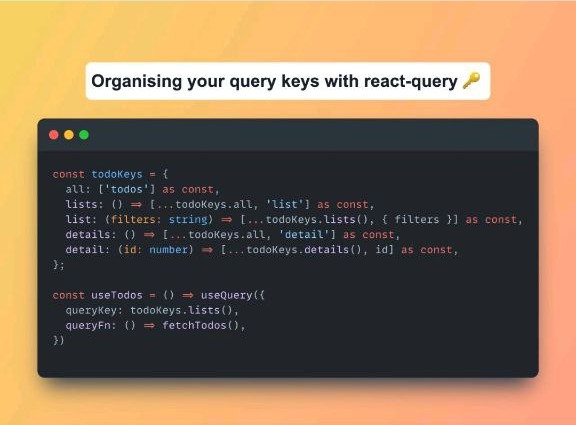 Organising your query keys with react-query 🔑
const todoKeys = {
  all: ['todos'] as const,
  lists: () => [...todoKeys.all, 'list'] as const,
  list: (filters: string) => [...todoKeys.lists(), { filters }] as const,
  details: () => [...todoKeys.all, 'detail'] as const,
  detail: (id: number) => [...todoKeys.details(), id] as const,
};
const useTodos = () => useQuery({
  queryKey: todoKeys.lists(),
  queryFn: () => fetchTodos(),
})